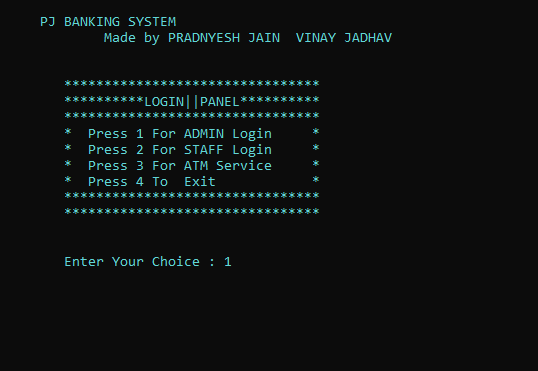 PJ BANKING SYSTEM
Made by PRADNYESH JAIN  VINAY JADHAV
********************************
**********LOGIN||PANEL**********
********************************
*  Press 1 For ADMIN Login     *
*  Press 2 For STAFF Login     *
*  Press 3 For ATM Service     *
*  Press 4 To  Exit            *
********************************
********************************
Enter Your Choice : 1